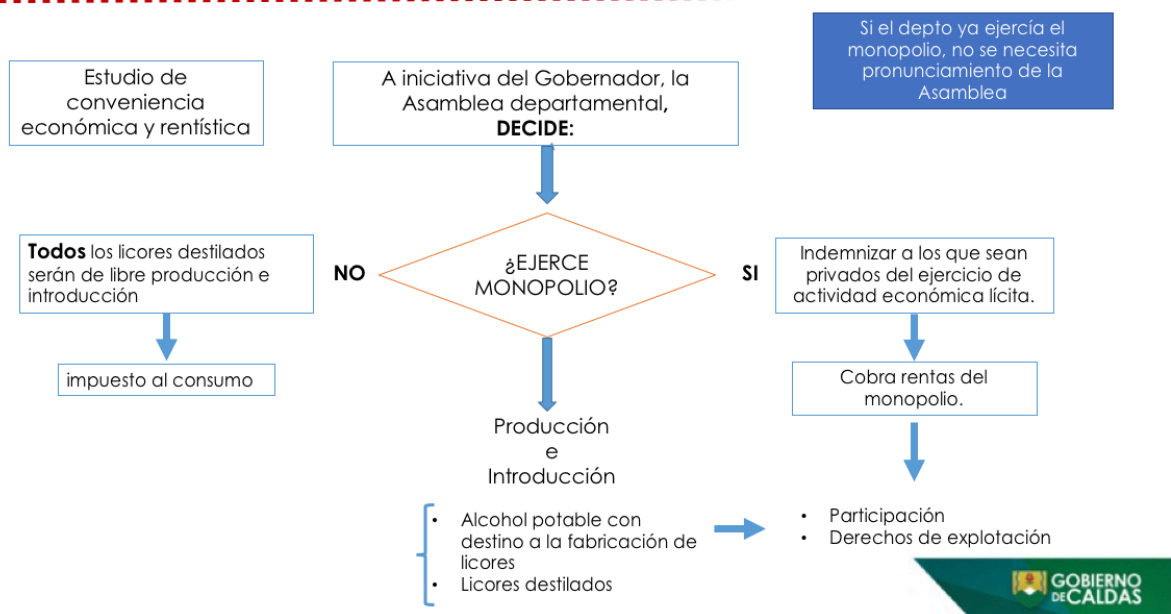 Estudio de
conveniencia
económica y rentística
A iniciativa del Gobernador, la
Asamblea departamental,
DECIDE:
Si el depto ya ejercía el
monopolio, no se necesita
pronunciamiento de la
Asamblea
Todos los licores destilados
serán de libre producción e
introducción
NO
¿EJERCE
MONOPOLIO?
SI
Indemnizar a los que sean
privados del ejercicio de
actividad económica lícita.
impuesto al consumo
Cobra rentas del
monopolio.
Producción
e
Introducción
• Alcohol potable con
destino a la fabricación de
licores
• Licores destilados
• Participación
• Derechos de explotación
GOBIERNO
DE CALDAS